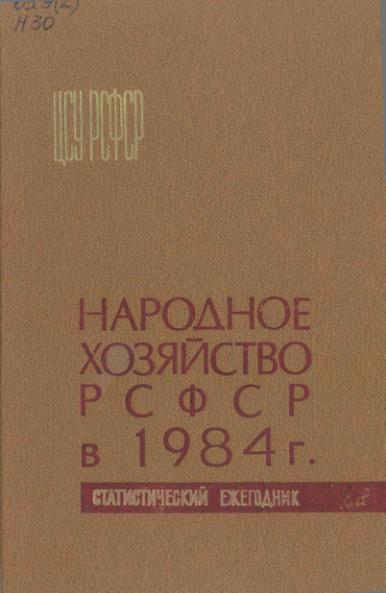 Н30
ЦСУ РСФСР
НАРОДНОЕ
ХОЗЯЙСТВО
РСФСР
в 1984 г.
СТАТИСТИЧЕСКИЙ ЕЖЕГОДНИК